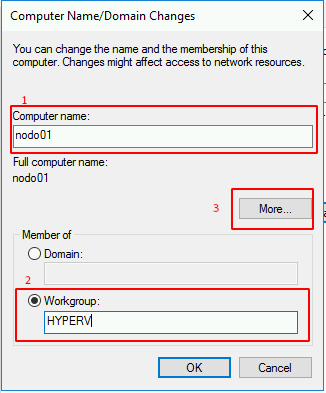 Computer Name/Domain Changes
You can change the name and the membership of this
computer. Changes might affect access to network resources.
1
Computer name:
nodo01
Full computer name:
nodo01
3
More...
Member of
Domain:
2
Workgroup:
HYPERV
OK
Cancel